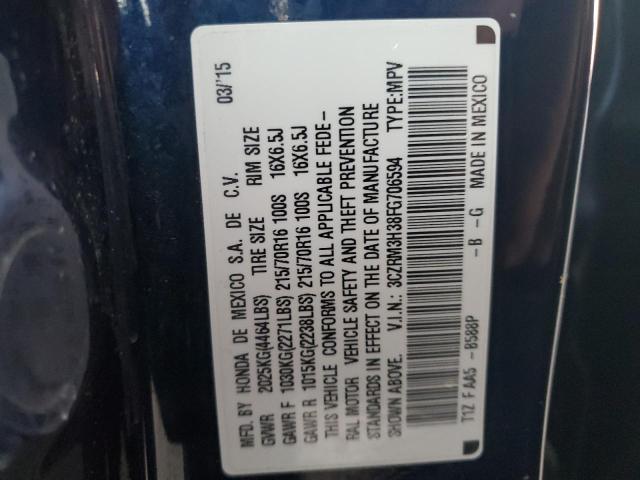 MFD. BY HONDA DE MEXICO S.A. DE C.V. 03/'15
GVWR 2025KG(4464LBS) TIRE SIZE RIM SIZE
GAWR F 1030KG(2271LBS) 215/70R16 100S 16X6.5J
GAWR R 1015KG(2238LBS) 215/70R16 100S 16X6.5J
THIS VEHICLE CONFORMS TO ALL APPLICABLE FEDE-
RAL MOTOR VEHICLE SAFETY AND THEFT PREVENTION
STANDARDS IN EFFECT ON THE DATE OF MANUFACTURE
SHOWN ABOVE. V.I.N.: 3CZRM3H38FG706594 TYPE:MPV
-B -G
T1Z F AA5 -B588P MADE IN MEXICO